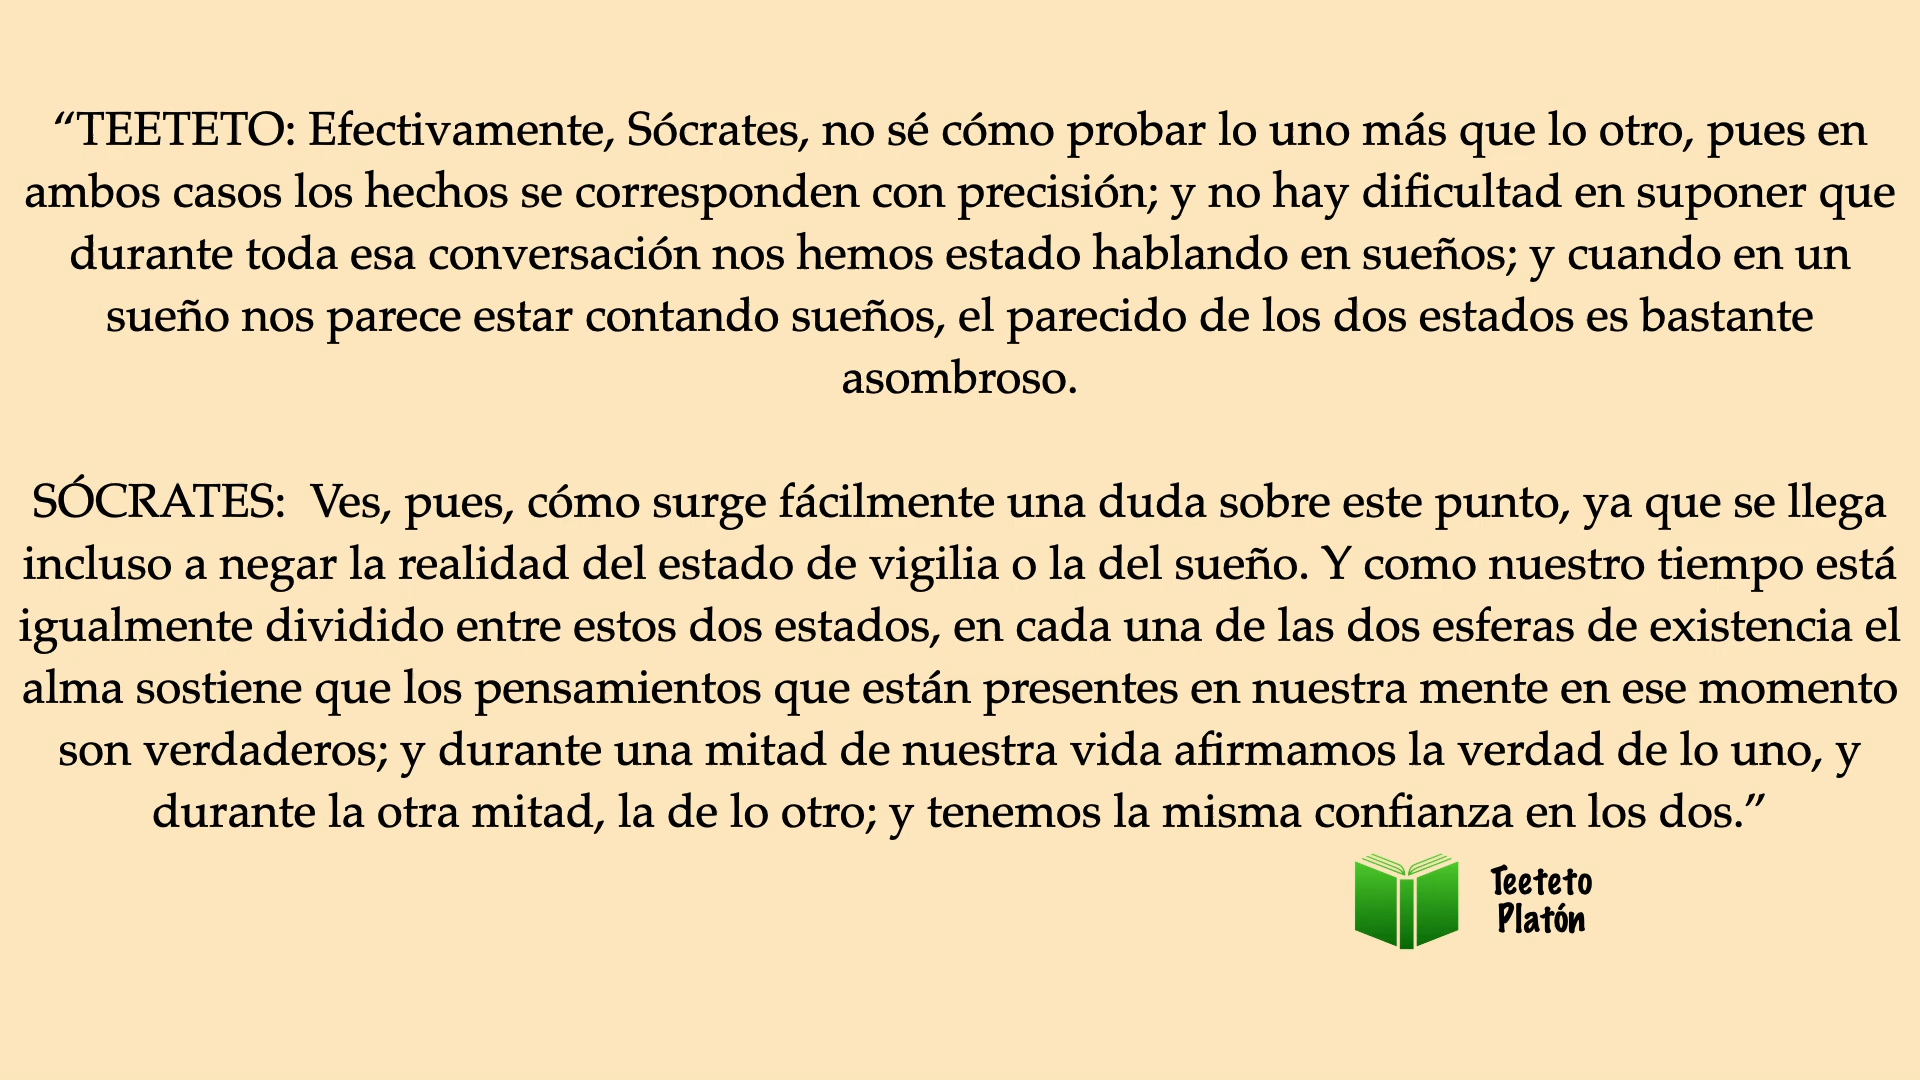 “TEETETO: Efectivamente, Sócrates, no sé cómo probar lo uno más que lo otro, pues en
ambos casos los hechos se corresponden con precisión; y no hay dificultad en suponer que
durante toda esa conversación nos hemos estado hablando en sueños; y cuando en un
sueño nos parece estar contando sueños, el parecido de los dos estados es bastante
asombroso.
SÓCRATES:  Ves, pues, cómo surge fácilmente una duda sobre este punto, ya que se llega
incluso a negar la realidad del estado de vigilia o la del sueño. Y como nuestro tiempo está
igualmente dividido entre estos dos estados, en cada una de las dos esferas de existencia el
alma sostiene que los pensamientos que están presentes en nuestra mente en ese momento
son verdaderos; y durante una mitad de nuestra vida afirmamos la verdad de lo uno, y
durante la otra mitad, la de lo otro; y tenemos la misma confianza en los dos.”
Teeteto
Platón